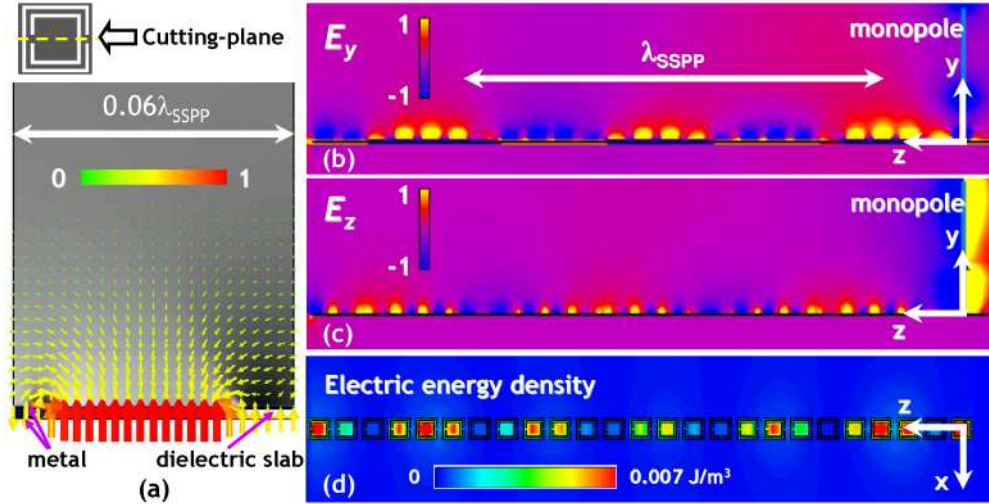 Cutting-plane
0.06λSSPP
0 1
metal
dielectric slab
(a)
Ey
1
-1
λSSPP
monopole
y
z
(b)
Ez
1
-1
monopole
y
z
(c)
Electric energy density
z
x
0 0.007 J/m³
(d)